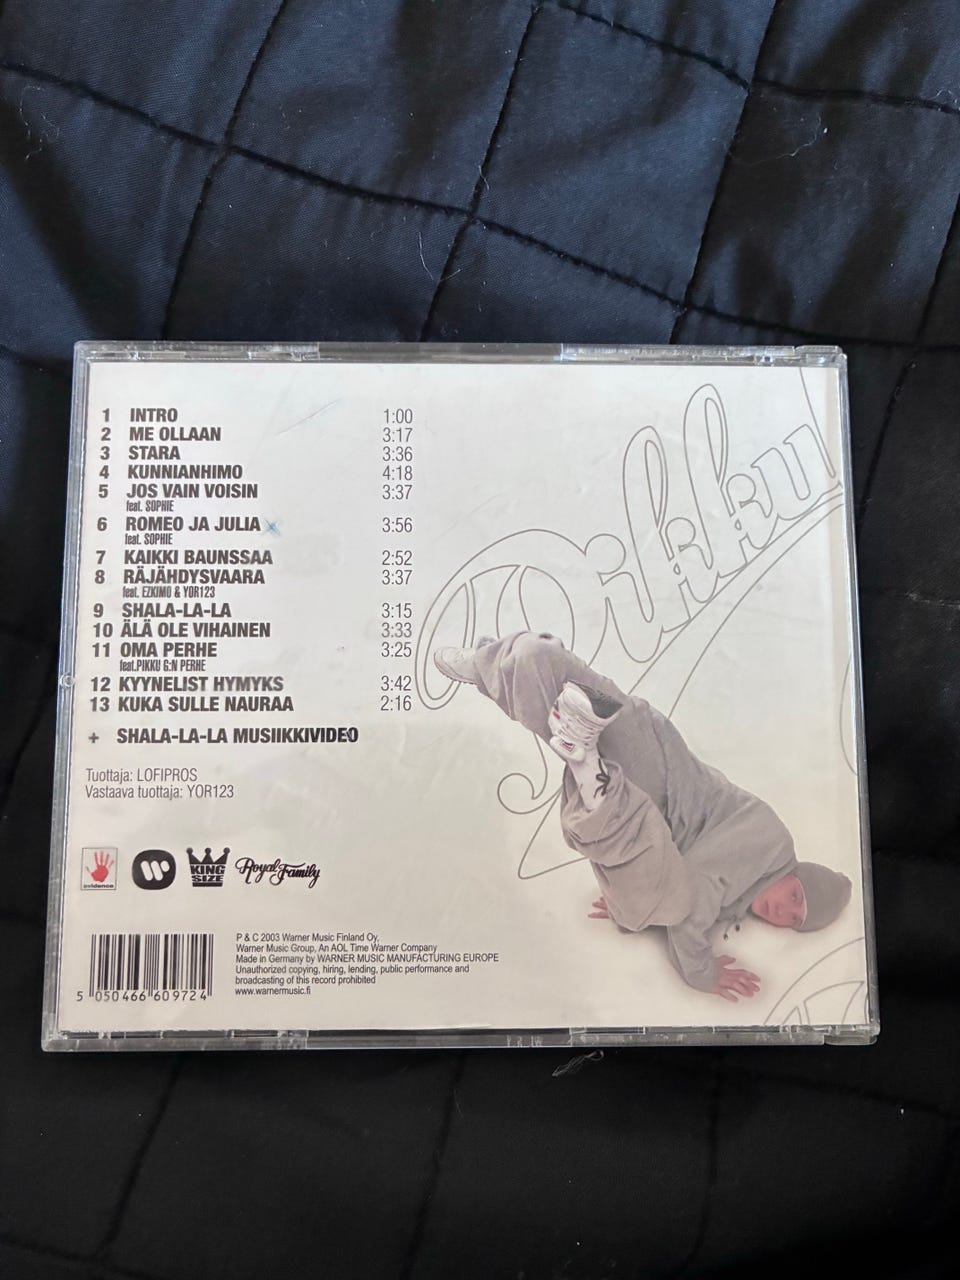 1 INTRO 1:00
2 ME OLLAAN 3:17
3 STARA 3:36
4 KUNNIANHIMO 4:18
5 JOS VAIN VOISIN 3:37
feat. SOPHIE
6 ROMEO JA JULIA 3:56
feat. SOPHIE
7 KAIKKI BAUNSSAA 2:52
8 RÄJÄHDYSVAARA 3:37
feat. EZKIMO & YOR123
9 SHALA-LA-LA 3:15
10 ÄLÄ OLE VIHAINEN 3:33
11 OMA PERHE 3:25
feat.PIKKU G:N PERHE
12 KYYNELIST HYMYKS 3:42
13 KUKA SULLE NAURAA 2:16
+ SHALA-LA-LA MUSIIKKIVIDEO
Tuottaja: LOFIPROS
Vastaava tuottaja: YOR123
Pikku
evidence
KING SIZE
Royal Family
5 050466 609724
P & C 2003 Warner Music Finland Oy,
Warner Music Group, An AOL Time Warner Company
Made in Germany by WARNER MUSIC MANUFACTURING EUROPE
Unauthorized copying, hiring, lending, public performance and
broadcasting of this record prohibited
www.warnermusic.fi